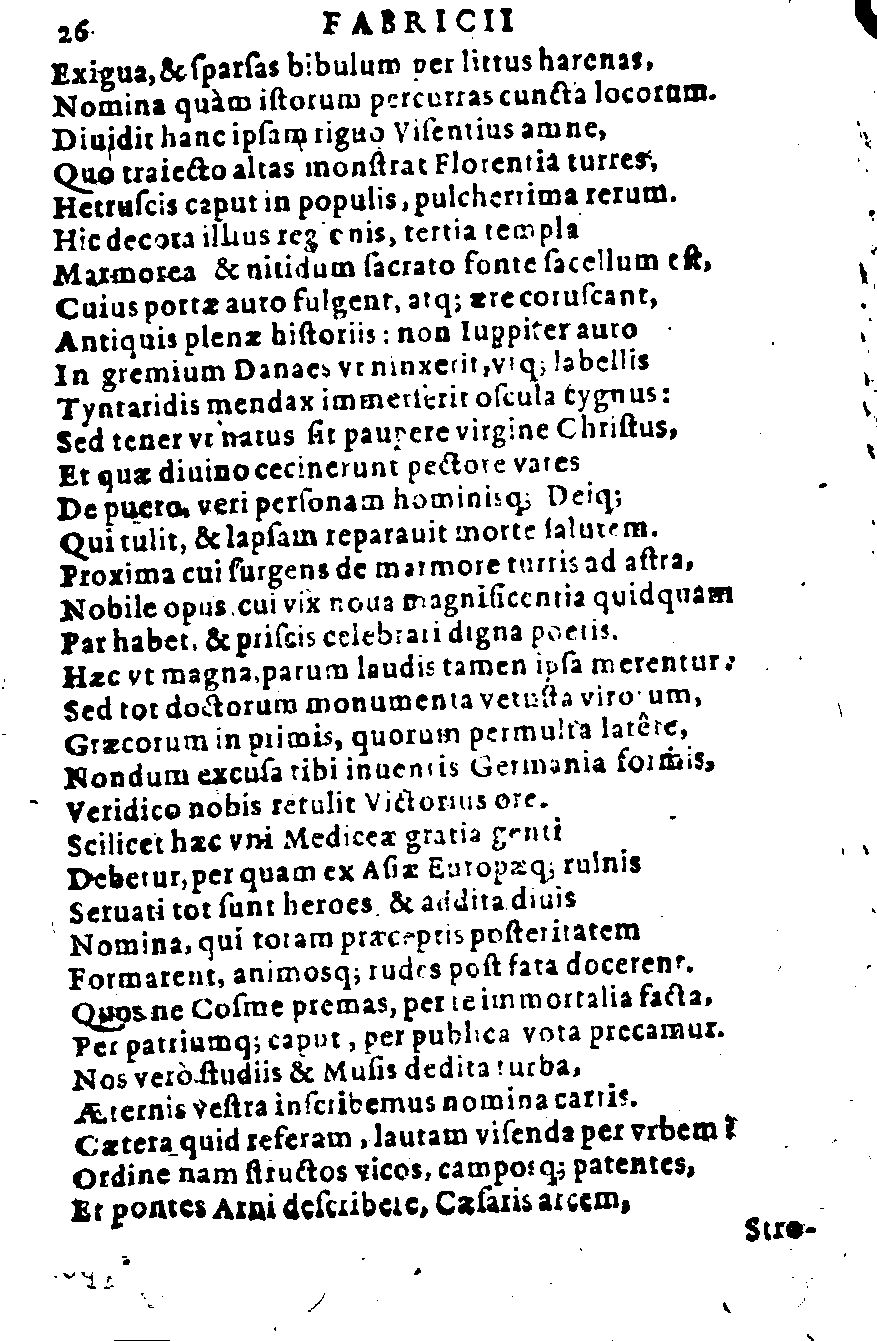 26 FABRICII
Exigua, & ſparſas bibulum per littus harenas,
Nomina quàm iſtorum percurras cuncta locorum.
Diuidit hanc ipſam riguo Viſentius amne,
Quo traiecto altas monſtrat Florentia turres,
Hetruſcis caput in populis, pulcherrima rerum.
Hic decora illius regionis, tertia templa
Marmorea & nitidum ſacrato fonte ſacellum eſt,
Cuius portæ auro fulgent, atq; ære coruſcant,
Antiquis plenæ hiſtoriis: non Iuppiter auro
In gremium Danaes vt ninxerit, vtq; labellis
Tyntaridis mendax immerſerit oſcula cygnus:
Sed tener vt natus ſit paupere virgine Chriſtus,
Et quæ diuino cecinerunt pectore vates
De puero, veri perſonam hominisq; Deiq;
Qui tulit, & lapſam reparauit morte ſalutem.
Proxima cui ſurgens de marmore turris ad aſtra,
Nobile opus, cui vix noua magnificentia quidquam
Par habet, & priſcis celebrari digna poetis.
Hæc vt magna, parum laudis tamen ipſa merentur:
Sed tot doctorum monumenta vetuſta virorum,
Græcorum in primis, quorum permulta latêre,
Nondum excuſa tibi inuentis Germania formis,
Veridico nobis retulit Victorius ore.
Scilicet hæc vni Mediceæ gratia genti
Debetur, per quam ex Aſiæ Europæq; ruinis
Seruati tot ſunt heroes, & addita diuis
Nomina, qui totam præceptis poſteritatem
Formarent, animosq; rudes poſt fata docerent.
Quos ne Coſme premas, per te immortalia facta,
Per patriumq; caput, per publica vota precamur.
Nos verò ſtudiis & Muſis dedita turba,
Æternis veſtra inſcribemus nomina cartis.
Cætera quid referam, lautam viſenda per vrbem?
Ordine nam ſtructos vicos, camposq; patentes,
Et pontes Arni deſcribere, Cæſaris arcem,
Stro-